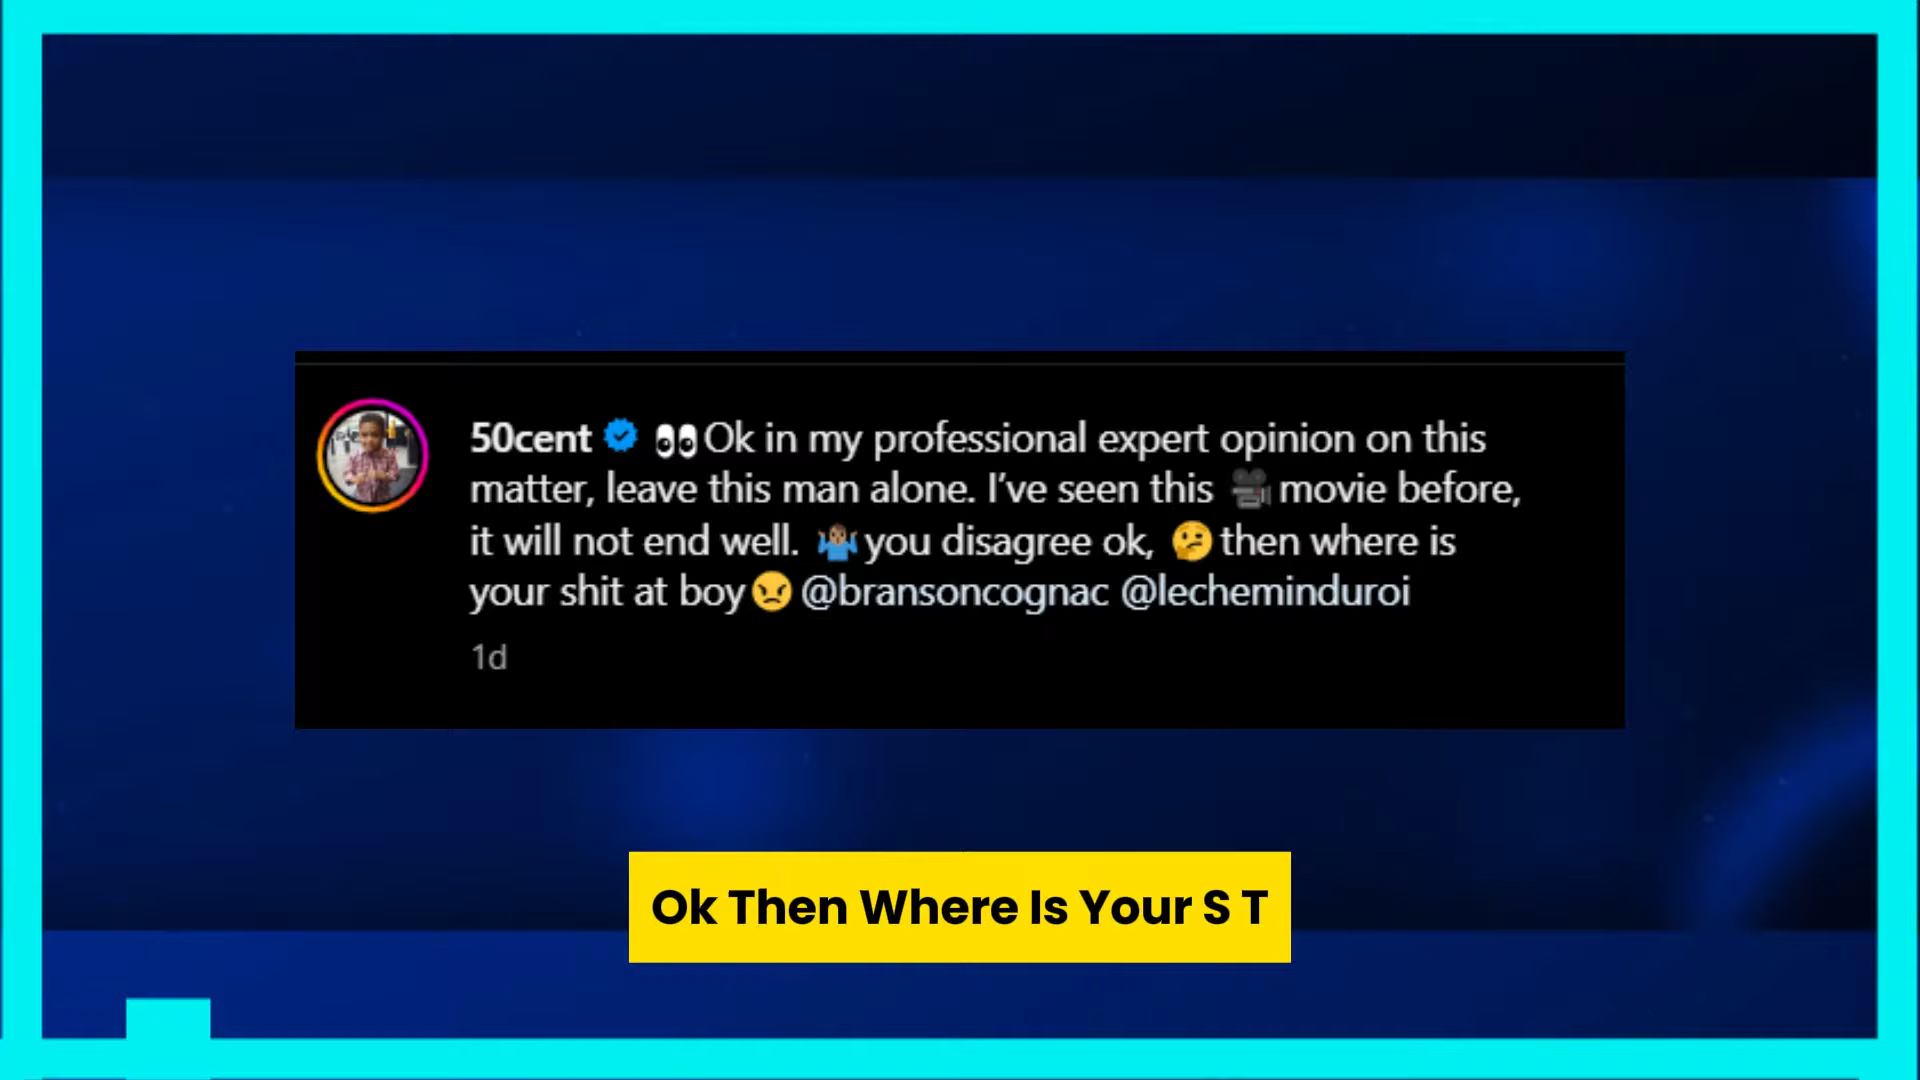 50cent 👀Ok in my professional expert opinion on this
matter, leave this man alone. I’ve seen this 🎥movie before,
it will not end well. 🤷🏽‍♂️you disagree ok, 🤔then where is
your shit at boy😠@bransoncognac @lecheminduroi
1d
Ok Then Where Is Your S T